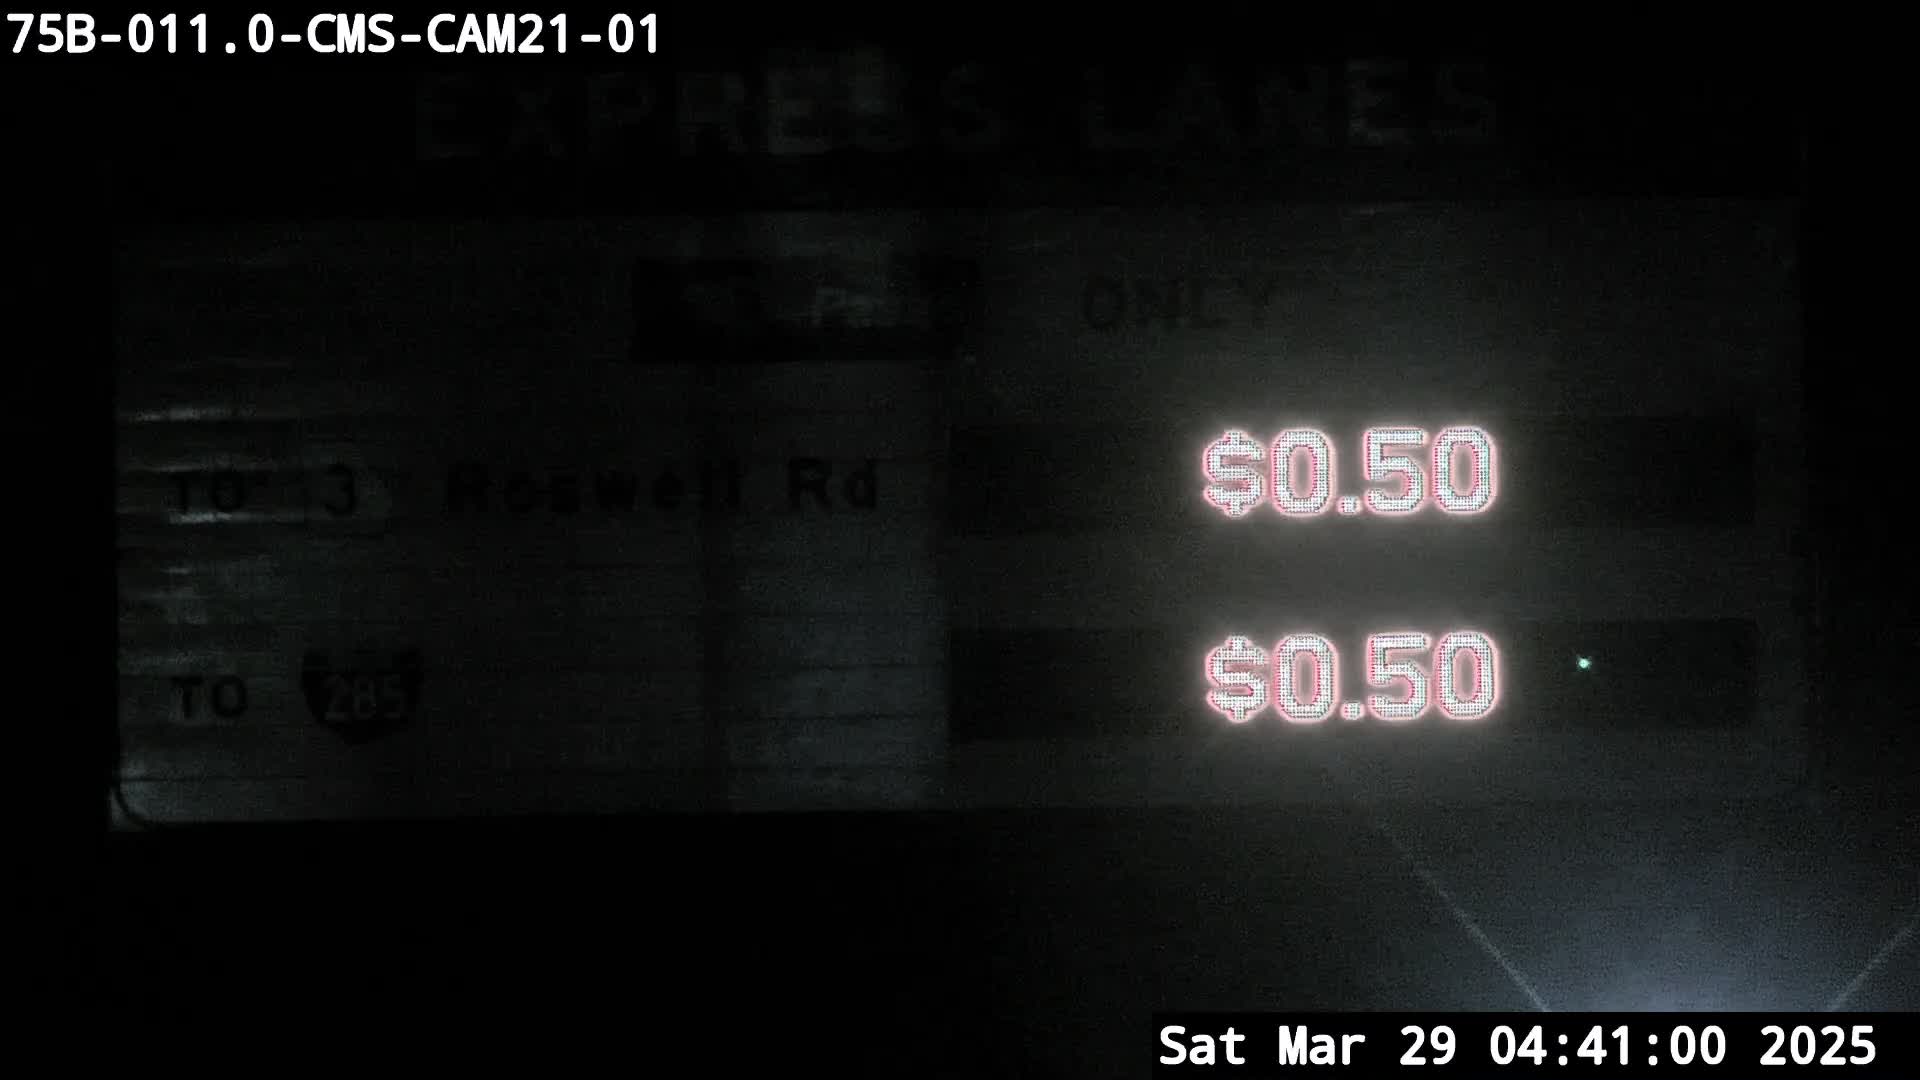 75B-011.0-CMS-CAM21-01
EXPRESS LANES
ONLY
TO 3 Roswell Rd $0.50
TO 285 $0.50
Sat Mar 29 04:41:00 2025